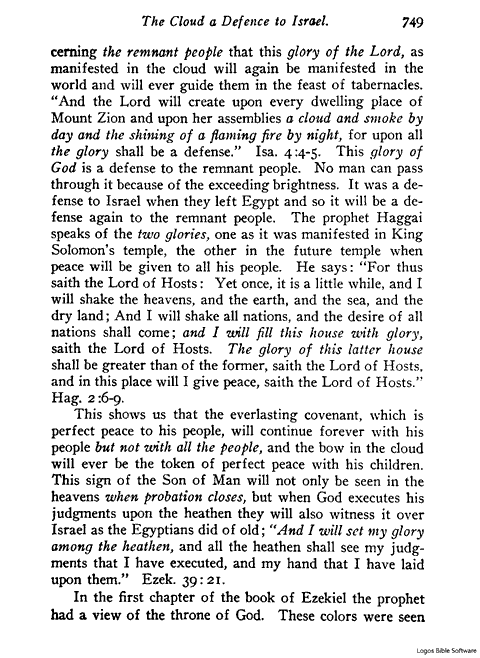 The Cloud a Defence to Israel. 749
cerning the remnant people that this glory of the Lord, as
manifested in the cloud will again be manifested in the
world and will ever guide them in the feast of tabernacles.
"And the Lord will create upon every dwelling place of
Mount Zion and upon her assemblies a cloud and smoke by
day and the shining of a flaming fire by night, for upon all
the glory shall be a defense." Isa. 4:4-5. This glory of
God is a defense to the remnant people. No man can pass
through it because of the exceeding brightness. It was a de-
fense to Israel when they left Egypt and so it will be a de-
fense again to the remnant people. The prophet Haggai
speaks of the two glories, one as it was manifested in King
Solomon's temple, the other in the future temple when
peace will be given to all his people. He says: "For thus
saith the Lord of Hosts: Yet once, it is a little while, and I
will shake the heavens, and the earth, and the sea, and the
dry land; And I will shake all nations, and the desire of all
nations shall come; and I will fill this house with glory,
saith the Lord of Hosts. The glory of this latter house
shall be greater than of the former, saith the Lord of Hosts,
and in this place will I give peace, saith the Lord of Hosts."
Hag. 2:6-9.
This shows us that the everlasting covenant, which is
perfect peace to his people, will continue forever with his
people but not with all the people, and the bow in the cloud
will ever be the token of perfect peace with his children.
This sign of the Son of Man will not only be seen in the
heavens when probation closes, but when God executes his
judgments upon the heathen they will also witness it over
Israel as the Egyptians did of old; "And I will set my glory
among the heathen, and all the heathen shall see my judg-
ments that I have executed, and my hand that I have laid
upon them." Ezek. 39:21.
In the first chapter of the book of Ezekiel the prophet
had a view of the throne of God. These colors were seen
Logos Bible Software